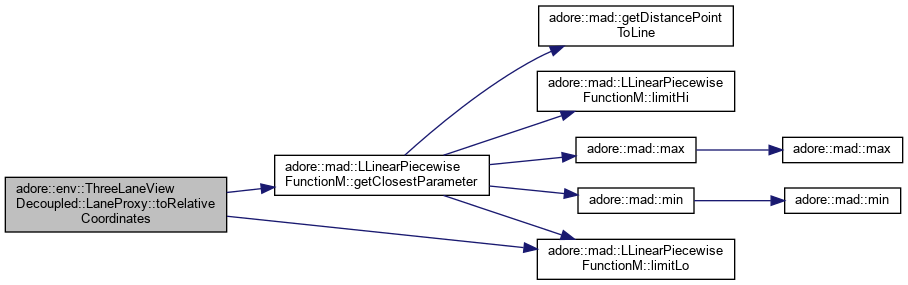 adore::env::ThreeLaneView
Decoupled::LaneProxy::toRelative
Coordinates
adore::mad::LLinearPiecewise
FunctionM::getClosestParameter
adore::mad::getDistancePoint
ToLine
adore::mad::LLinearPiecewise
FunctionM::limitHi
adore::mad::max
adore::mad::max
adore::mad::min
adore::mad::min
adore::mad::LLinearPiecewise
FunctionM::limitLo